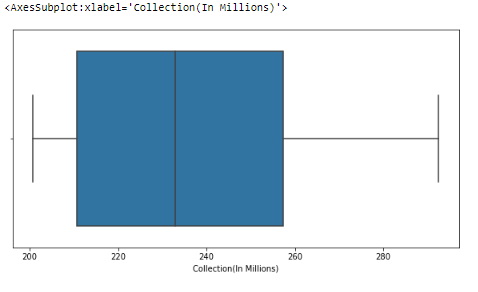 <AxesSubplot:xlabel='Collection(In Millions)'>
200 220 240 260 280
Collection(In Millions)